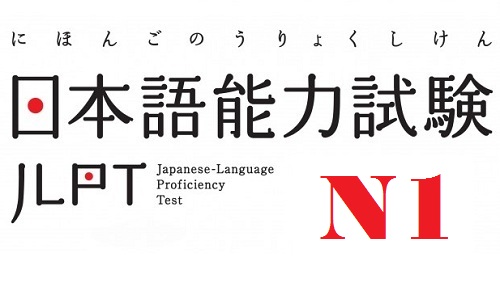 にほんごのうりょくしけん
日本語能力試験
JLPT
Japanese-Language
Proficiency
Test
N1